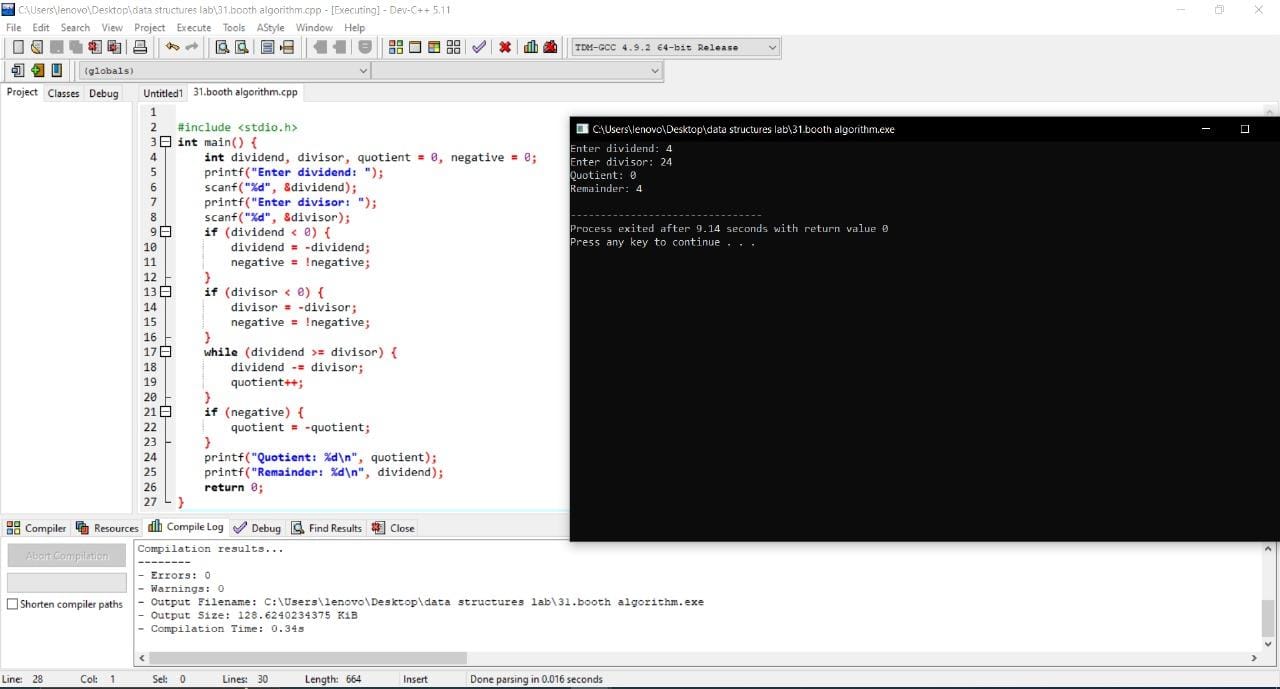 C:\Users\lenovo\Desktop\data structures lab\31.booth algorithm.cpp - [Executing] - Dev-C++ 5.11
File Edit Search View Project Execute Tools AStyle Window Help
TDM-GCC 4.9.2 64-bit Release
(globals)
Project Classes Debug
Untitled1 31.booth algorithm.cpp
1
2 #include <stdio.h>
3 int main() {
4 int dividend, divisor, quotient = 0, negative = 0;
5 printf("Enter dividend: ");
6 scanf("%d", &dividend);
7 printf("Enter divisor: ");
8 scanf("%d", &divisor);
9 if (dividend < 0) {
10 dividend = -dividend;
11 negative = !negative;
12 }
13 if (divisor < 0) {
14 divisor = -divisor;
15 negative = !negative;
16 }
17 while (dividend >= divisor) {
18 dividend -= divisor;
19 quotient++;
20 }
21 if (negative) {
22 quotient = -quotient;
23 }
24 printf("Quotient: %d\n", quotient);
25 printf("Remainder: %d\n", dividend);
26 return 0;
27 }
C:\Users\lenovo\Desktop\data structures lab\31.booth algorithm.exe
Enter dividend: 4
Enter divisor: 24
Quotient: 0
Remainder: 4
--------------------------------
Process exited after 9.14 seconds with return value 0
Press any key to continue . . .
Compiler Resources Compile Log Debug Find Results Close
Abort Compilation
Shorten compiler paths
Compilation results...
--------
- Errors: 0
- Warnings: 0
- Output Filename: C:\Users\lenovo\Desktop\data structures lab\31.booth algorithm.exe
- Output Size: 128.6240234375 KiB
- Compilation Time: 0.34s
Line: 28 Col: 1 Sel: 0 Lines: 30 Length: 664 Insert Done parsing in 0.016 seconds